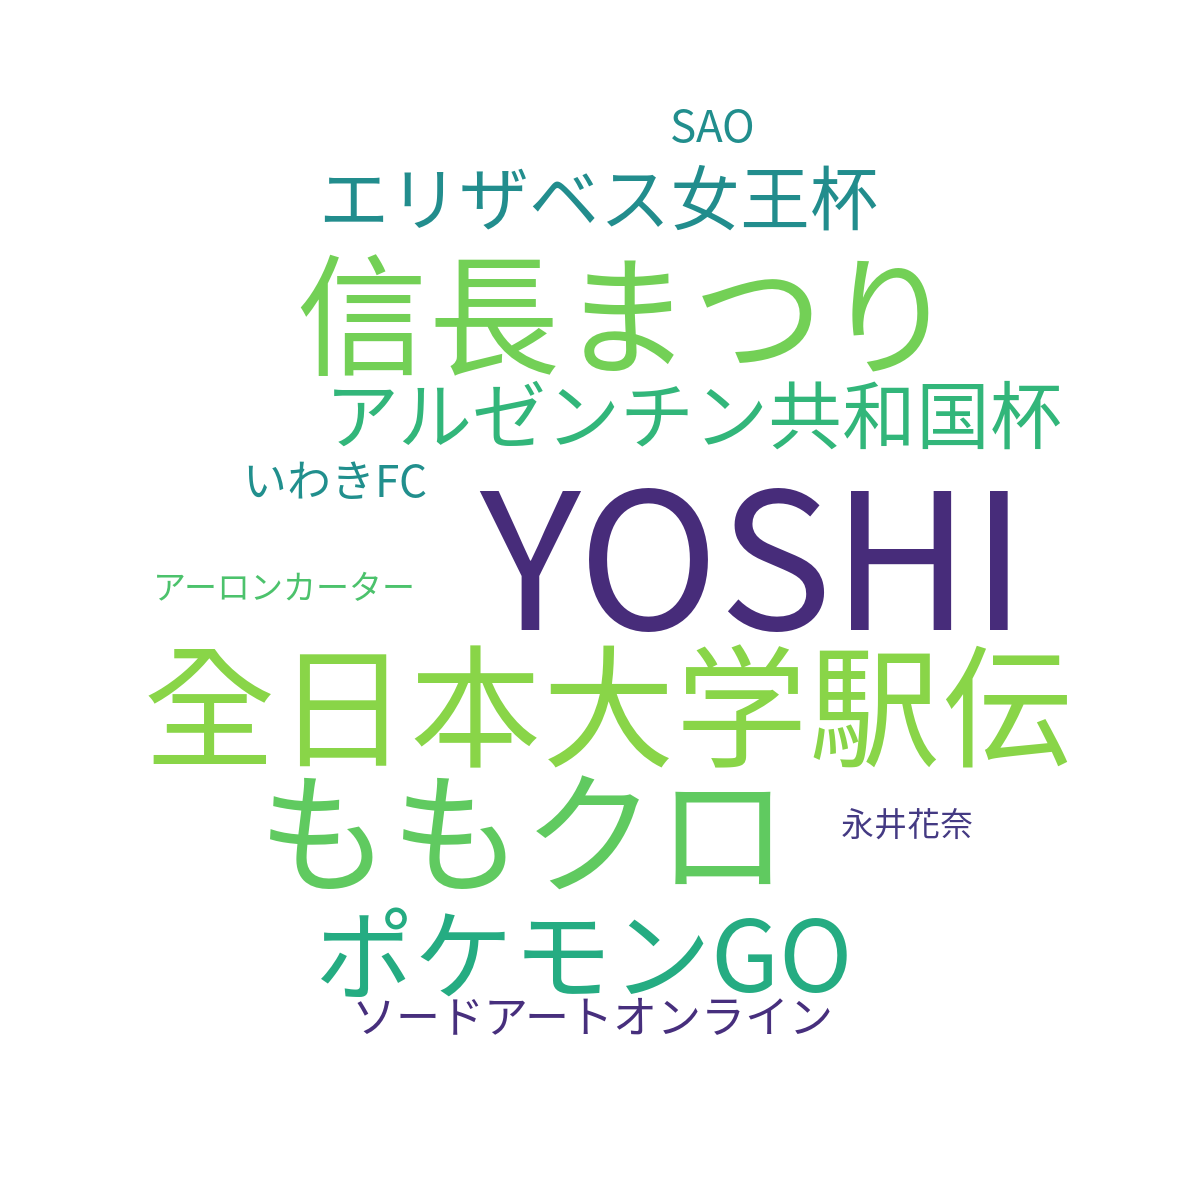 SAO
エリザベス女王杯
信長まつり
アルゼンチン共和国杯
いわきFC
YOSHI
アーロンカーター
全日本大学駅伝
ももクロ
永井花奈
ポケモンGO
ソードアートオンライン